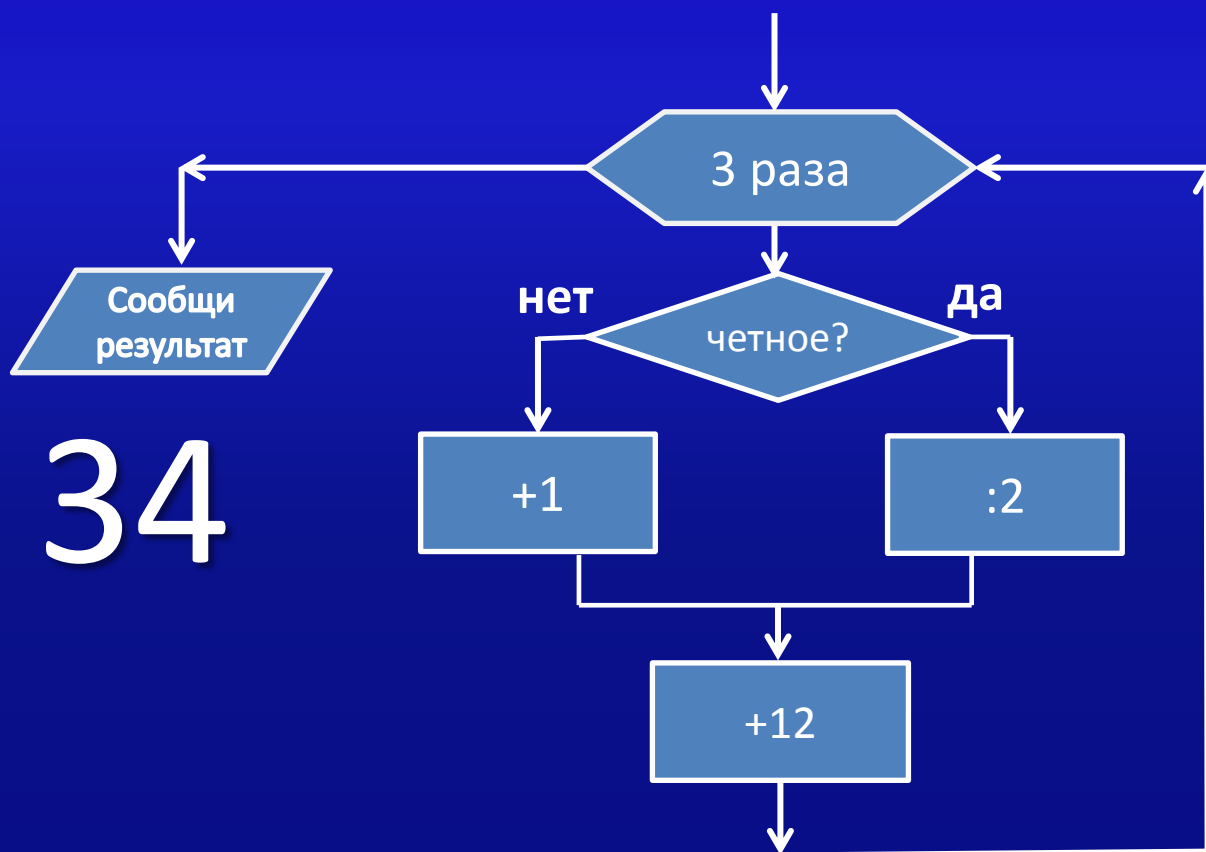 3 раза
Сообщи
результат
нет
да
четное?
34
+1
:2
+12